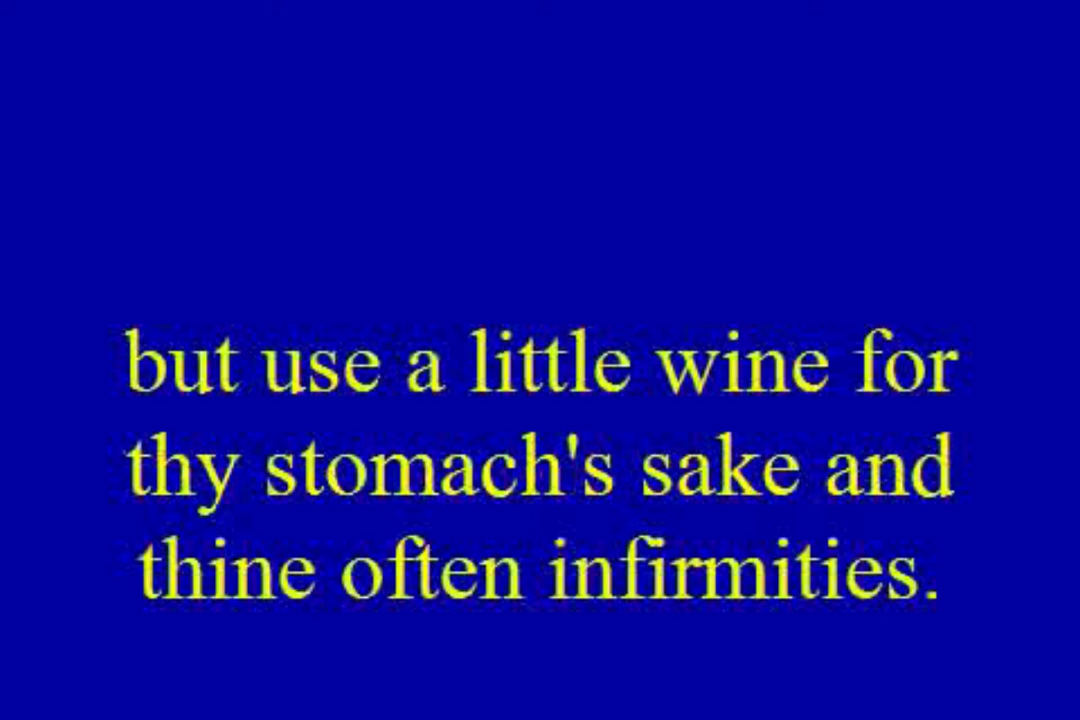 but use a little wine for
thy stomach's sake and
thine often infirmities.